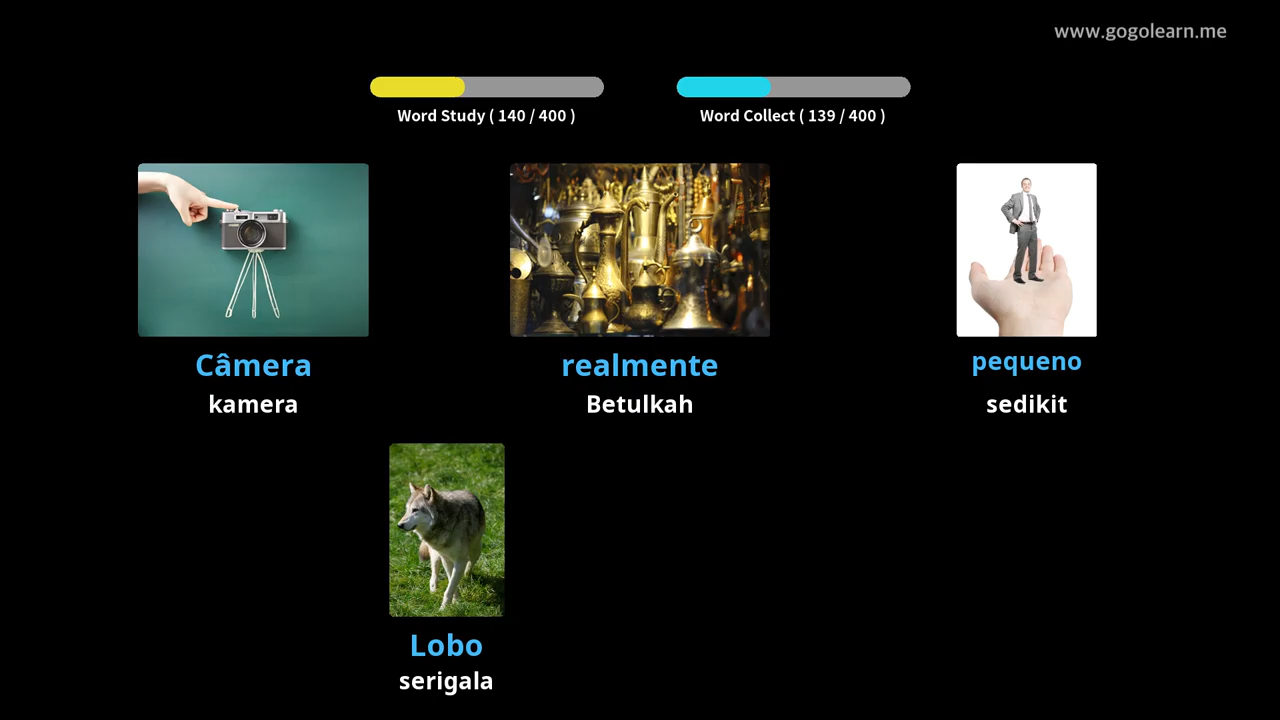 www.gogolearn.me
Word Study ( 140 / 400 )
Word Collect ( 139 / 400 )
Câmera
kamera
realmente
Betulkah
pequeno
sedikit
Lobo
serigala